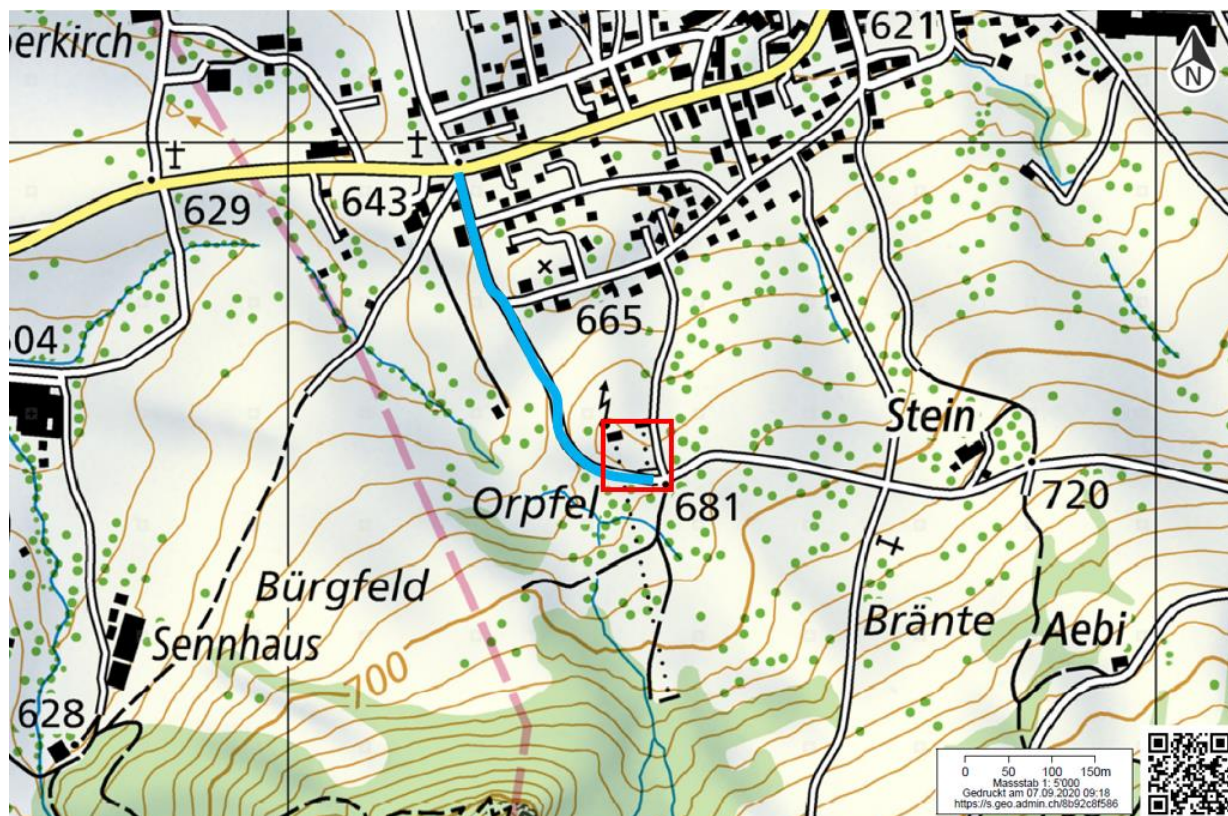 erkirch
621
N
629
643
665
504
Stein
Orpfel
681
720
Bürgfeld
Bränte
Aebi
Sennhaus
700
628
0 50 100 150m
Massstab 1: 5'000
Gedruckt am 07.09.2020 09:18
https://s.geo.admin.ch/8b92c8f586